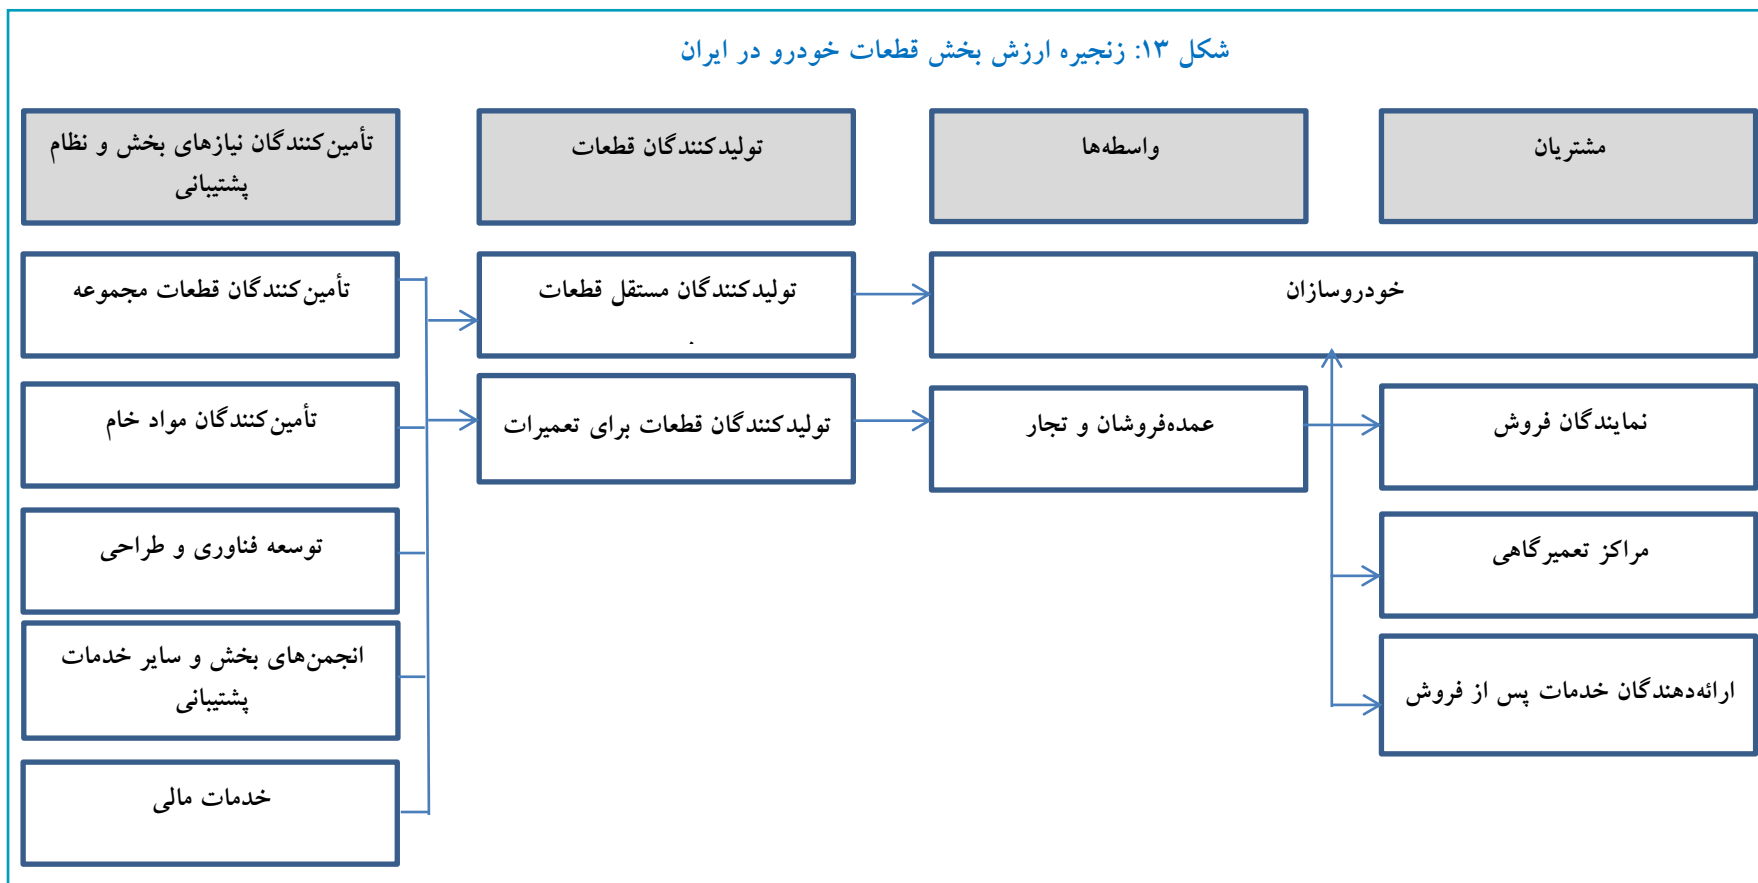 شکل ۱۳: زنجیره ارزش بخش قطعات خودرو در ایران
تأمین‌کنندگان نیازهای بخش و نظام
پشتیبانی
تولیدکنندگان قطعات
واسطه‌ها
مشتریان
تأمین‌کنندگان قطعات مجموعه
تولیدکنندگان مستقل قطعات
خودروسازان
تأمین‌کنندگان مواد خام
تولیدکنندگان قطعات برای تعمیرات
عمده‌فروشان و تجار
نمایندگان فروش
توسعه فناوری و طراحی
مراکز تعمیرگاهی
انجمن‌های بخش و سایر خدمات
پشتیبانی
ارائه‌دهندگان خدمات پس از فروش
خدمات مالی